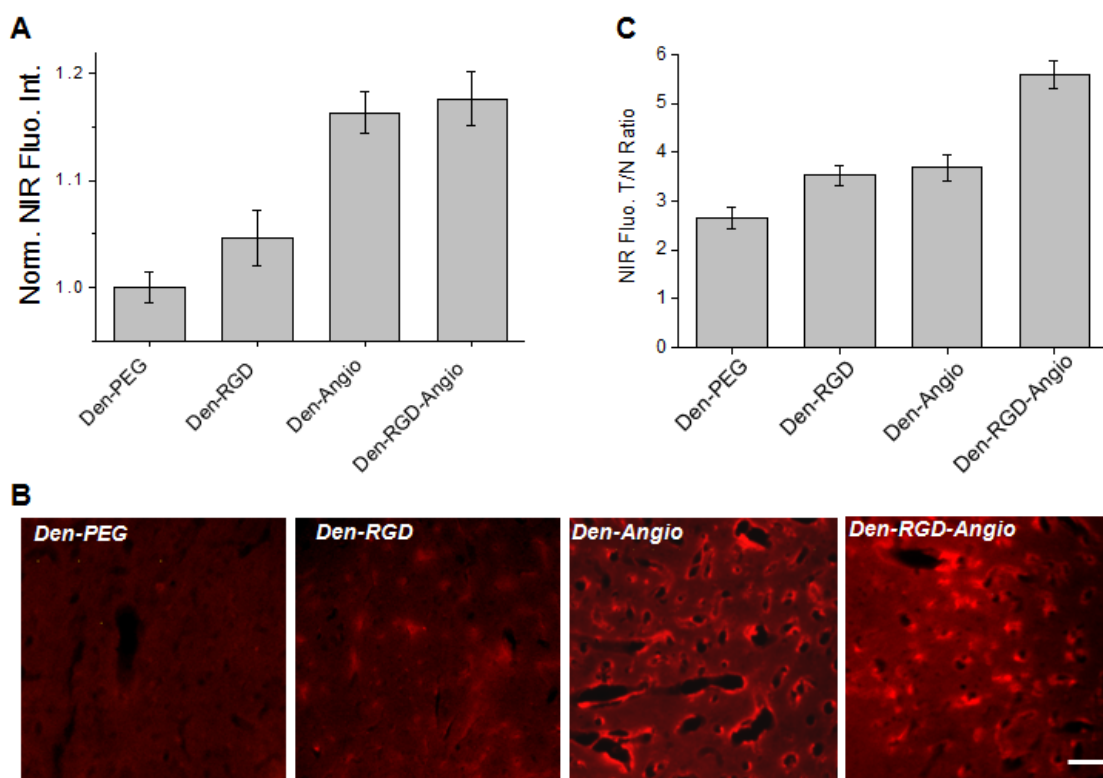 A
Norm. NIR Fluo. Int.
1.2
1.1
1.0
Den-PEG
Den-RGD
Den-Angio
Den-RGD-Angio
C
NIR Fluo. T/N Ratio
6
5
4
3
2
1
0
Den-PEG
Den-RGD
Den-Angio
Den-RGD-Angio
B
Den-PEG
Den-RGD
Den-Angio
Den-RGD-Angio